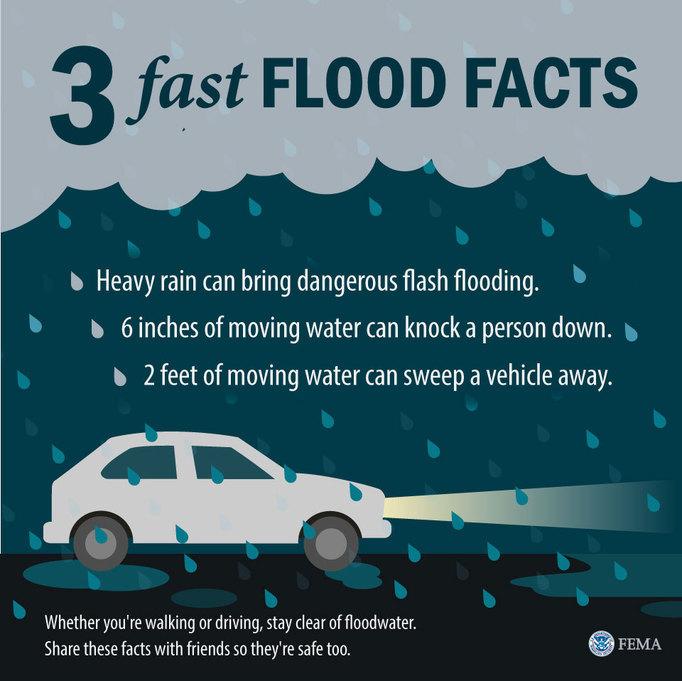 3 fast FLOOD FACTS
Heavy rain can bring dangerous flash flooding.
6 inches of moving water can knock a person down.
2 feet of moving water can sweep a vehicle away.
Whether you're walking or driving, stay clear of floodwater.
Share these facts with friends so they're safe too.
FEMA